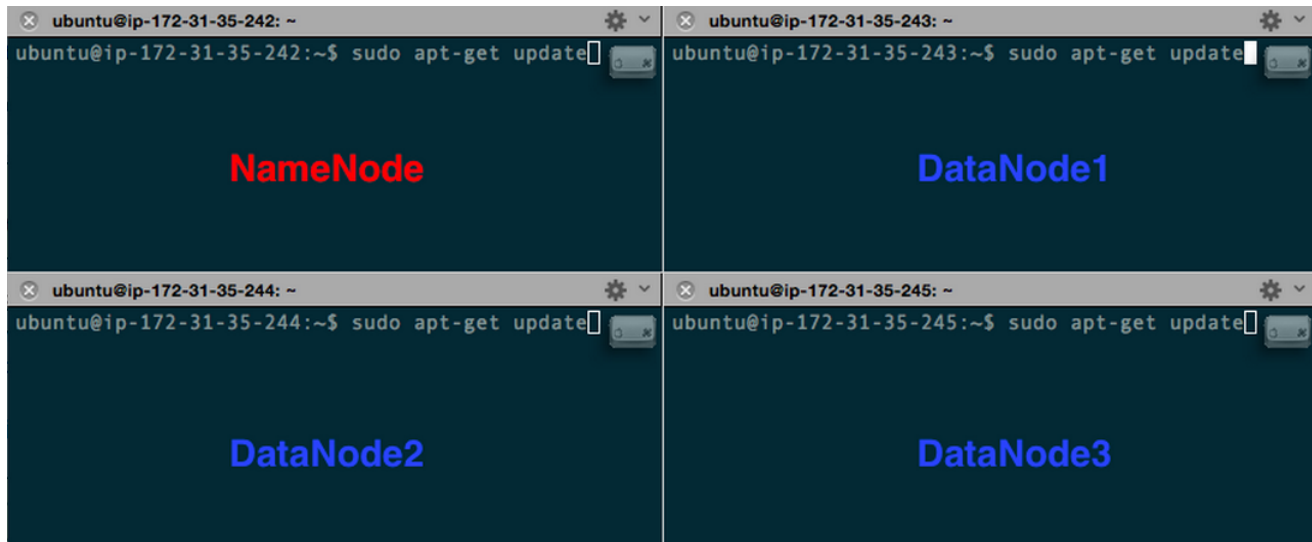 ubuntu@ip-172-31-35-242: ~
ubuntu@ip-172-31-35-242:~$ sudo apt-get update
NameNode
ubuntu@ip-172-31-35-243: ~
ubuntu@ip-172-31-35-243:~$ sudo apt-get update
DataNode1
ubuntu@ip-172-31-35-244: ~
ubuntu@ip-172-31-35-244:~$ sudo apt-get update
DataNode2
ubuntu@ip-172-31-35-245: ~
ubuntu@ip-172-31-35-245:~$ sudo apt-get update
DataNode3